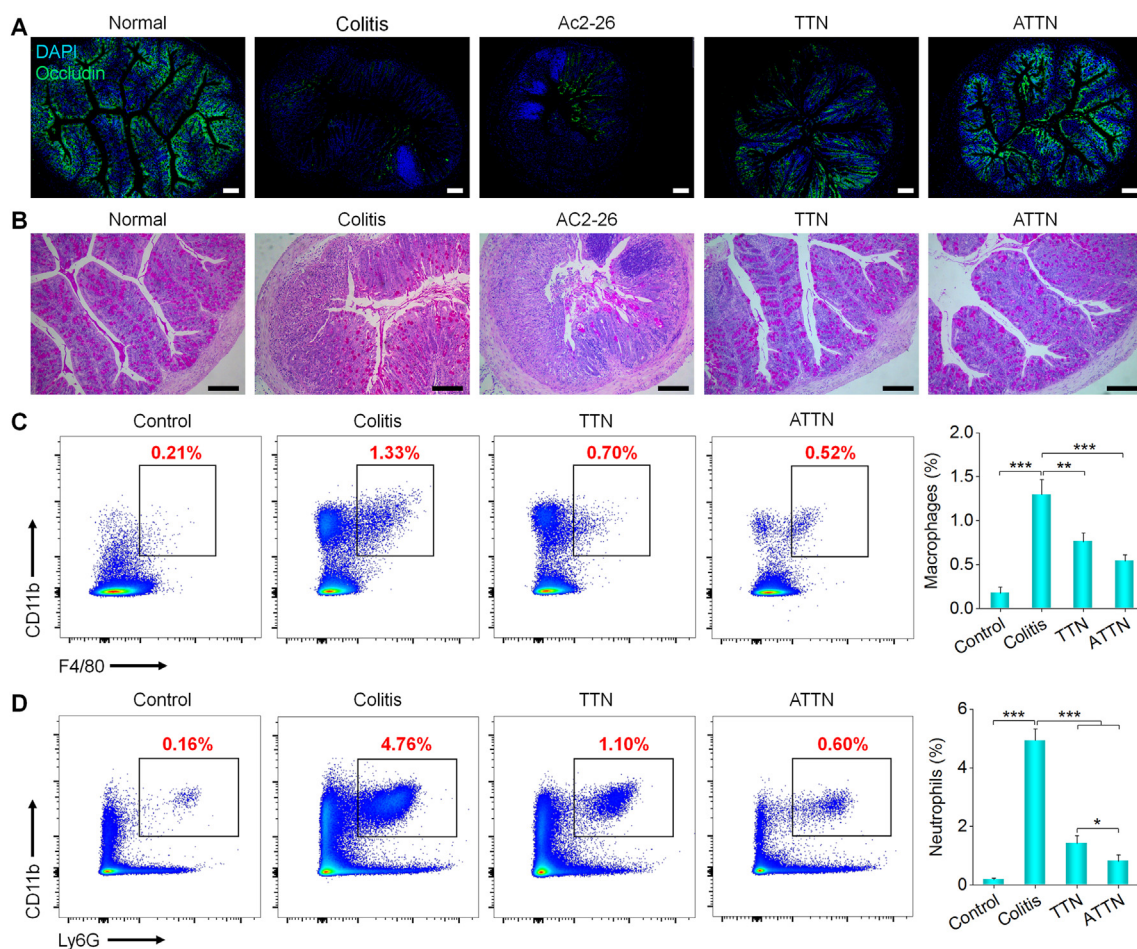 A
Normal
Colitis
Ac2-26
TTN
ATTN
DAPI
Occludin
B
Normal
Colitis
AC2-26
TTN
ATTN
C
Control
Colitis
TTN
ATTN
0.21%
1.33%
0.70%
0.52%
CD11b
F4/80
Macrophages (%)
2.0
1.5
1.0
0.5
0.0
***
**
***
Control
Colitis
TTN
ATTN
D
Control
Colitis
TTN
ATTN
0.16%
4.76%
1.10%
0.60%
CD11b
Ly6G
Neutrophils (%)
6
4
2
0
***
***
*
Control
Colitis
TTN
ATTN